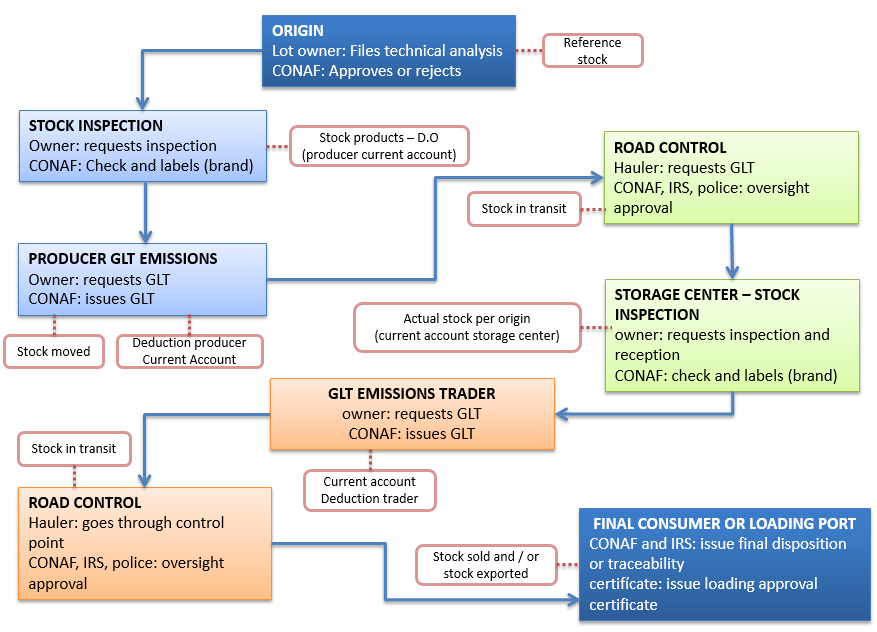 ORIGIN
Lot owner: Files technical analysis
CONAF: Approves or rejects
Reference
stock
STOCK INSPECTION
Owner: requests inspection
CONAF: Check and labels (brand)
Stock products – D.O
(producer current account)
ROAD CONTROL
Hauler: requests GLT
CONAF, IRS, police: oversight
approval
Stock in transit
PRODUCER GLT EMISSIONS
Owner: requests GLT
CONAF: issues GLT
Stock moved
Deduction producer
Current Account
STORAGE CENTER – STOCK
INSPECTION
owner: requests inspection and
reception
CONAF: check and labels (brand)
Actual stock per origin
(current account storage center)
GLT EMISSIONS TRADER
owner: requests GLT
CONAF: issues GLT
Current account
Deduction trader
Stock in transit
ROAD CONTROL
Hauler: goes through control
point
CONAF, IRS, police: oversight
approval
Stock sold and / or
stock exported
FINAL CONSUMER OR LOADING PORT
CONAF and IRS: issue final disposition
or traceability
certifícate: issue loading approval
certificate